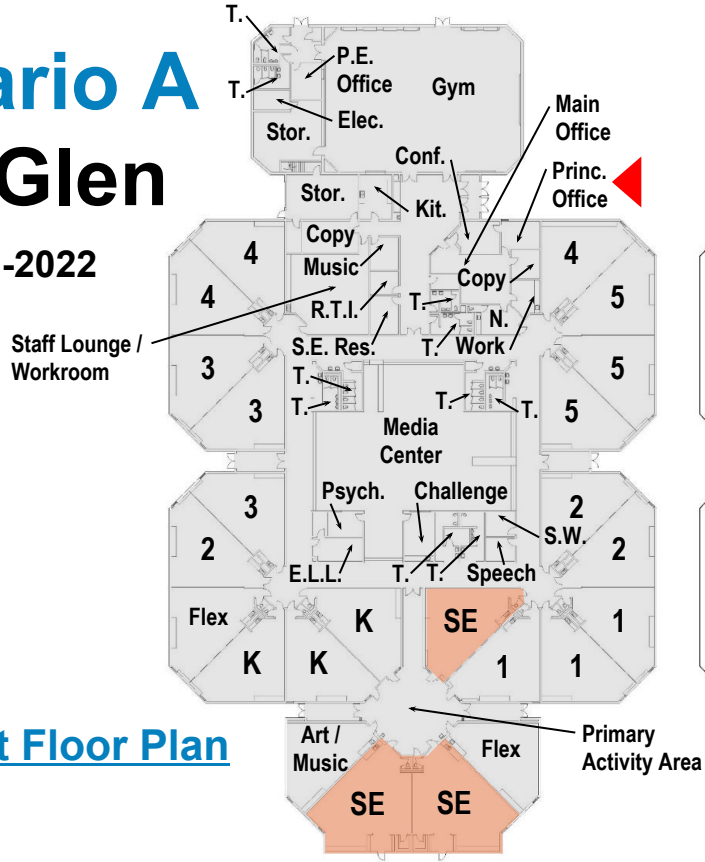 T.
ario A
P.E.
Office
Gym
T.
Main
Office
Elec.
Stor.
Glen
Conf.
Princ.
Office
Stor.
Kit.
Copy
-2022
4
Music
Copy
4
4
R.T.I.
T.
N.
5
Staff Lounge /
Workroom
S.E. Res.
T.
Work
3
T.
5
3
T.
T.
T.
5
Media
Center
3
Psych.
Challenge
2
2
S.W.
2
E.L.L.
T.
T.
Speech
Flex
K
SE
1
K
K
1
1
t Floor Plan
Art /
Music
Flex
Primary
Activity Area
SE
SE